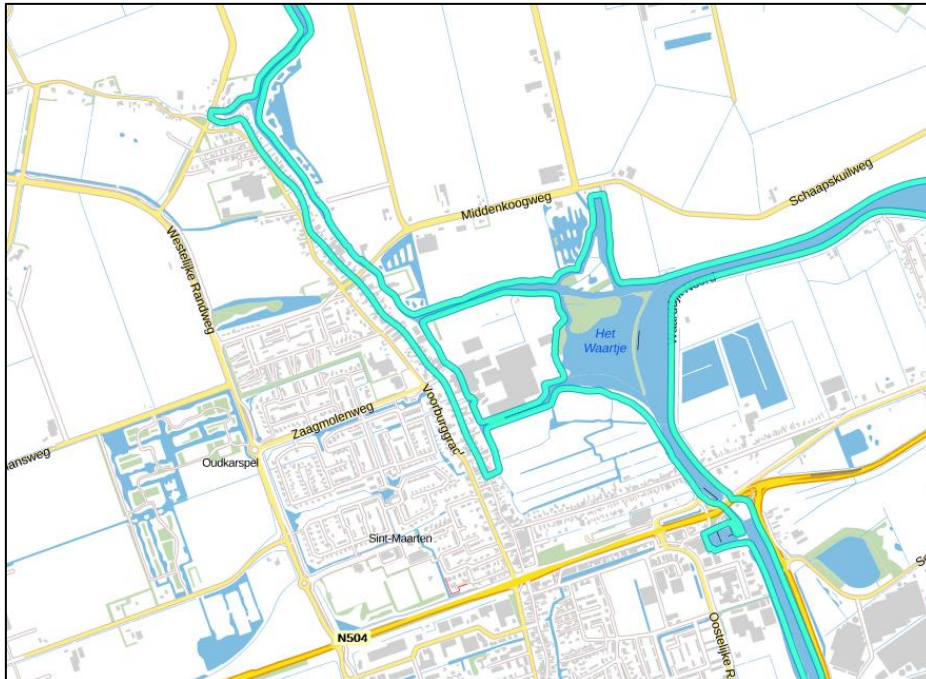 Schaapskuilweg
Middenkoogweg
Westelijke Randweg
Het
Waartje
Voorburggrac
Zaagmolenweg
answeg
Oudkarspel
Sint-Maarten
N504
Oostelijke R